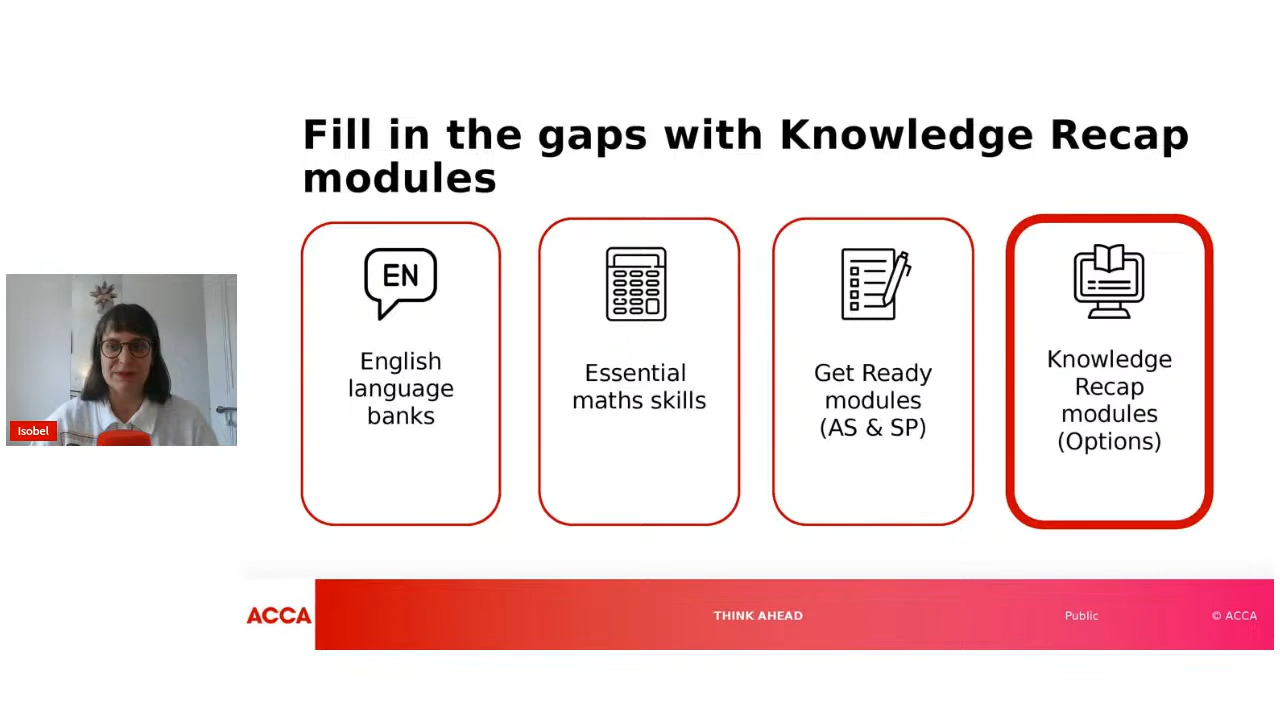 Fill in the gaps with Knowledge Recap
modules
EN
English
language
banks
Essential
maths skills
Get Ready
modules
(AS & SP)
Knowledge
Recap
modules
(Options)
Isobel
ACCA
THINK AHEAD
Public
© ACCA